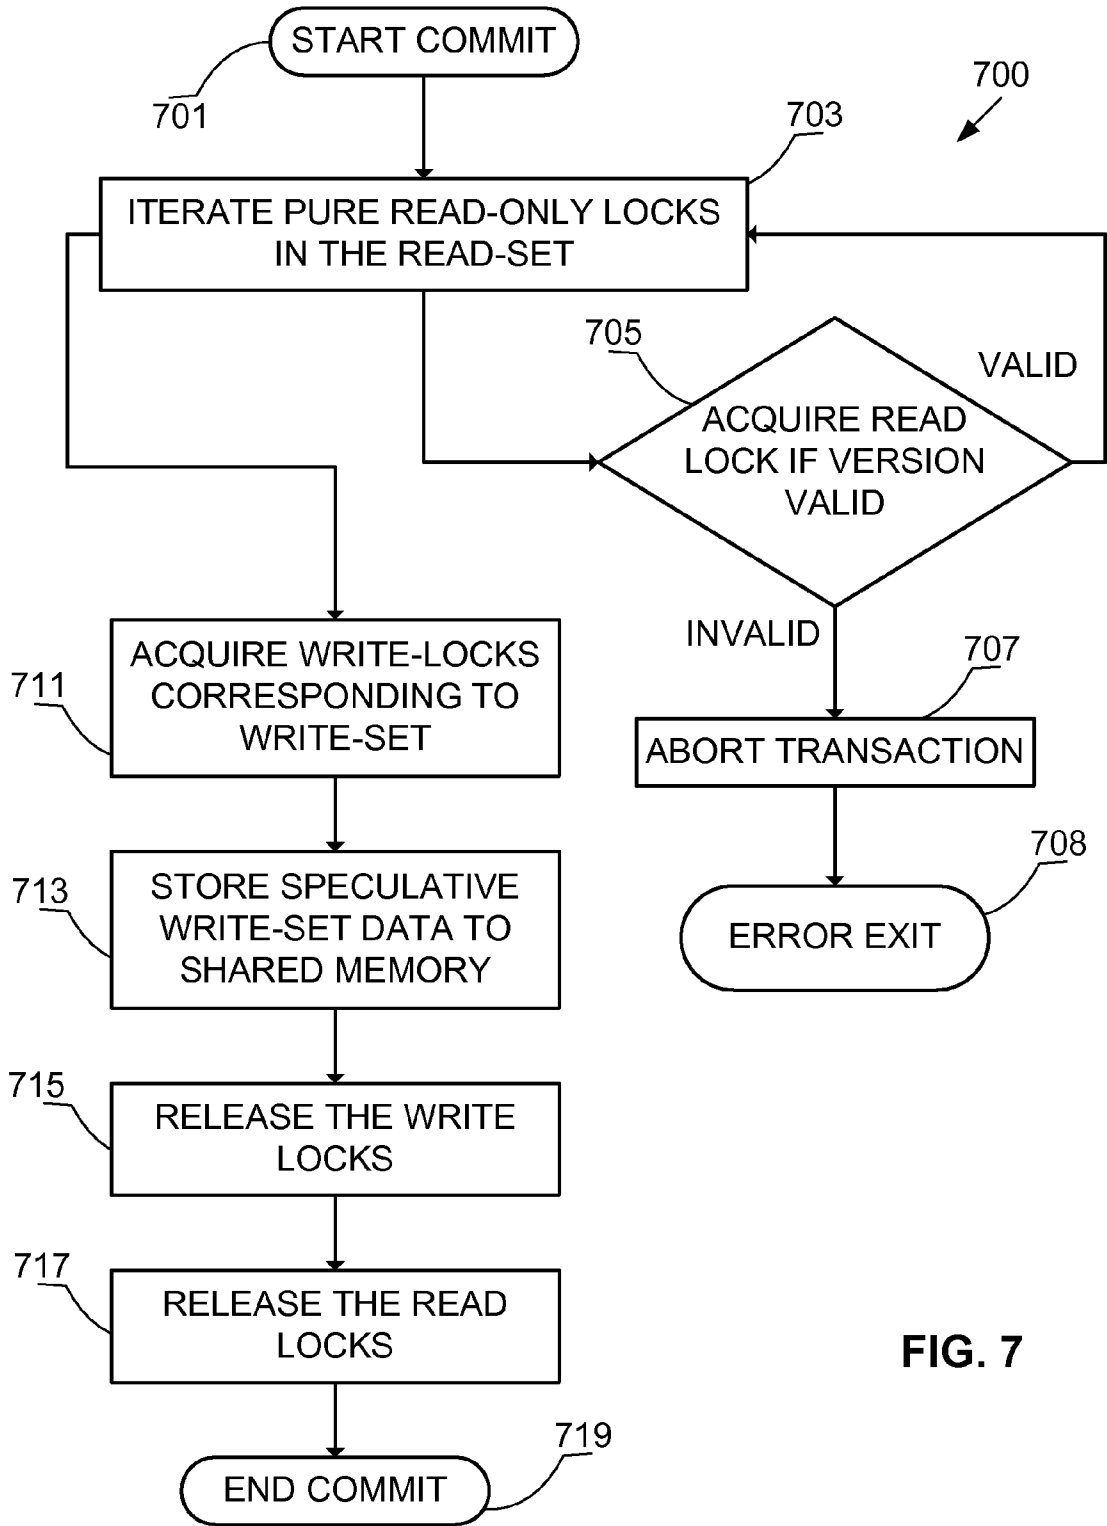 START COMMIT
701
700
703
ITERATE PURE READ-ONLY LOCKS
IN THE READ-SET
705
VALID
ACQUIRE READ
LOCK IF VERSION
VALID
INVALID
707
ABORT TRANSACTION
708
ERROR EXIT
711
ACQUIRE WRITE-LOCKS
CORRESPONDING TO
WRITE-SET
713
STORE SPECULATIVE
WRITE-SET DATA TO
SHARED MEMORY
715
RELEASE THE WRITE
LOCKS
717
RELEASE THE READ
LOCKS
FIG. 7
719
END COMMIT